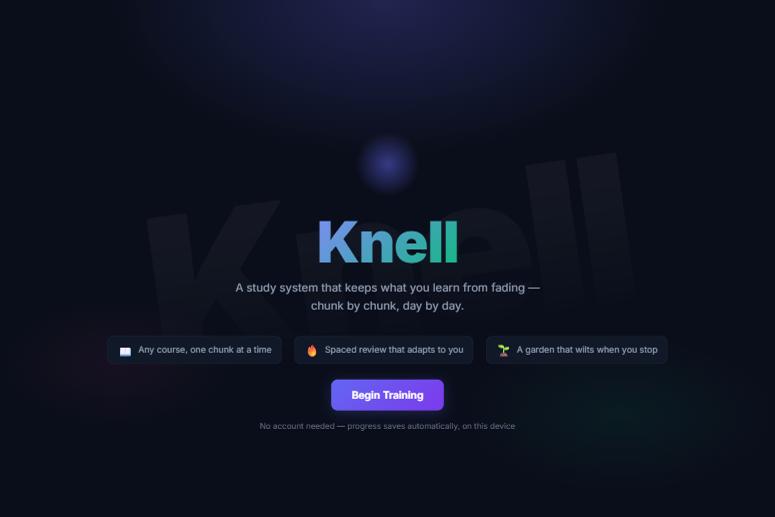 Knell
A study system that keeps what you learn from fading —
chunk by chunk, day by day.
Any course, one chunk at a time
Spaced review that adapts to you
A garden that wilts when you stop
Begin Training
No account needed — progress saves automatically, on this device